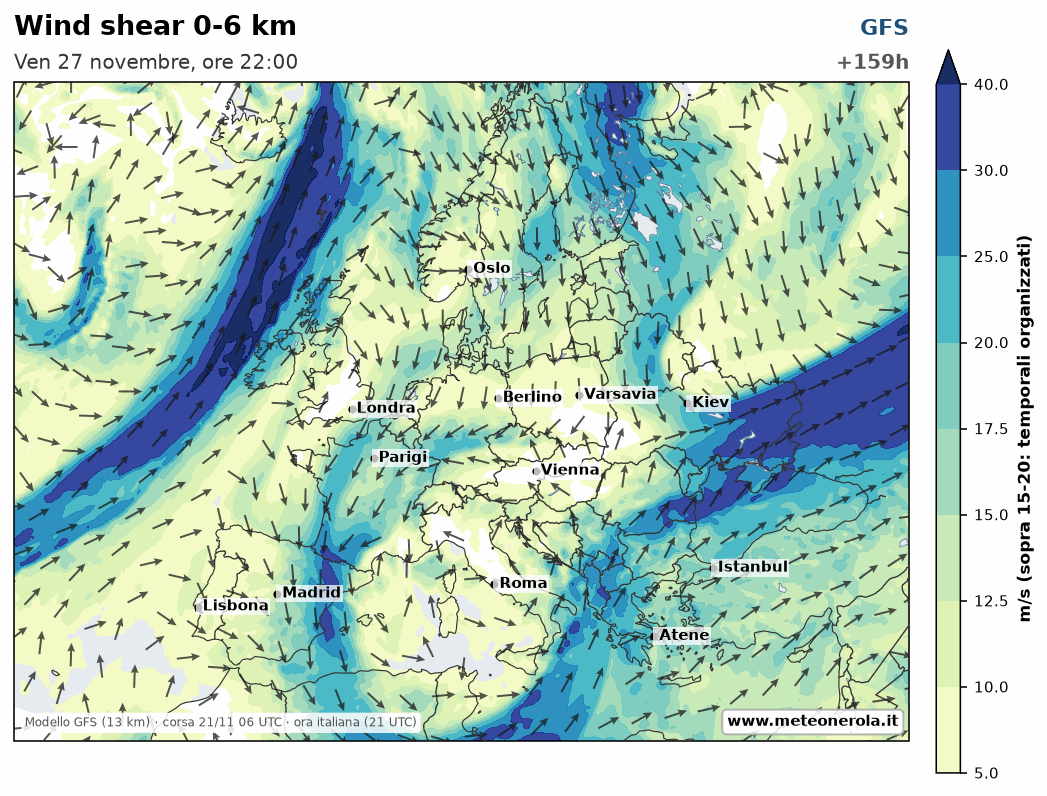 Wind shear 0-6 km
GFS
Ven 27 novembre, ore 22:00
+159h
40.0
30.0
25.0
20.0
17.5
15.0
12.5
10.0
5.0
m/s (sopra 15-20: temporali organizzati)
Oslo
Berlino
Varsavia
Kiev
Londra
Parigi
Vienna
Istanbul
Roma
Madrid
Lisbona
Atene
Modello GFS (13 km) · corsa 21/11 06 UTC · ora italiana (21 UTC)
www.meteonerola.it